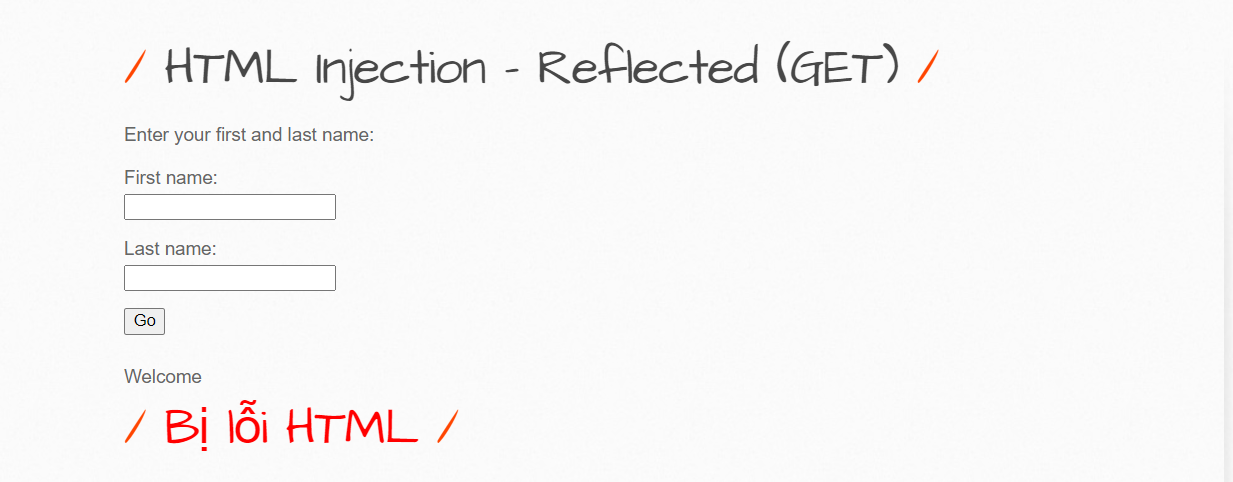 / HTML Injection - Reflected (GET) /
Enter your first and last name:
First name:
Last name:
Go
Welcome
/ Bị lỗi HTML /